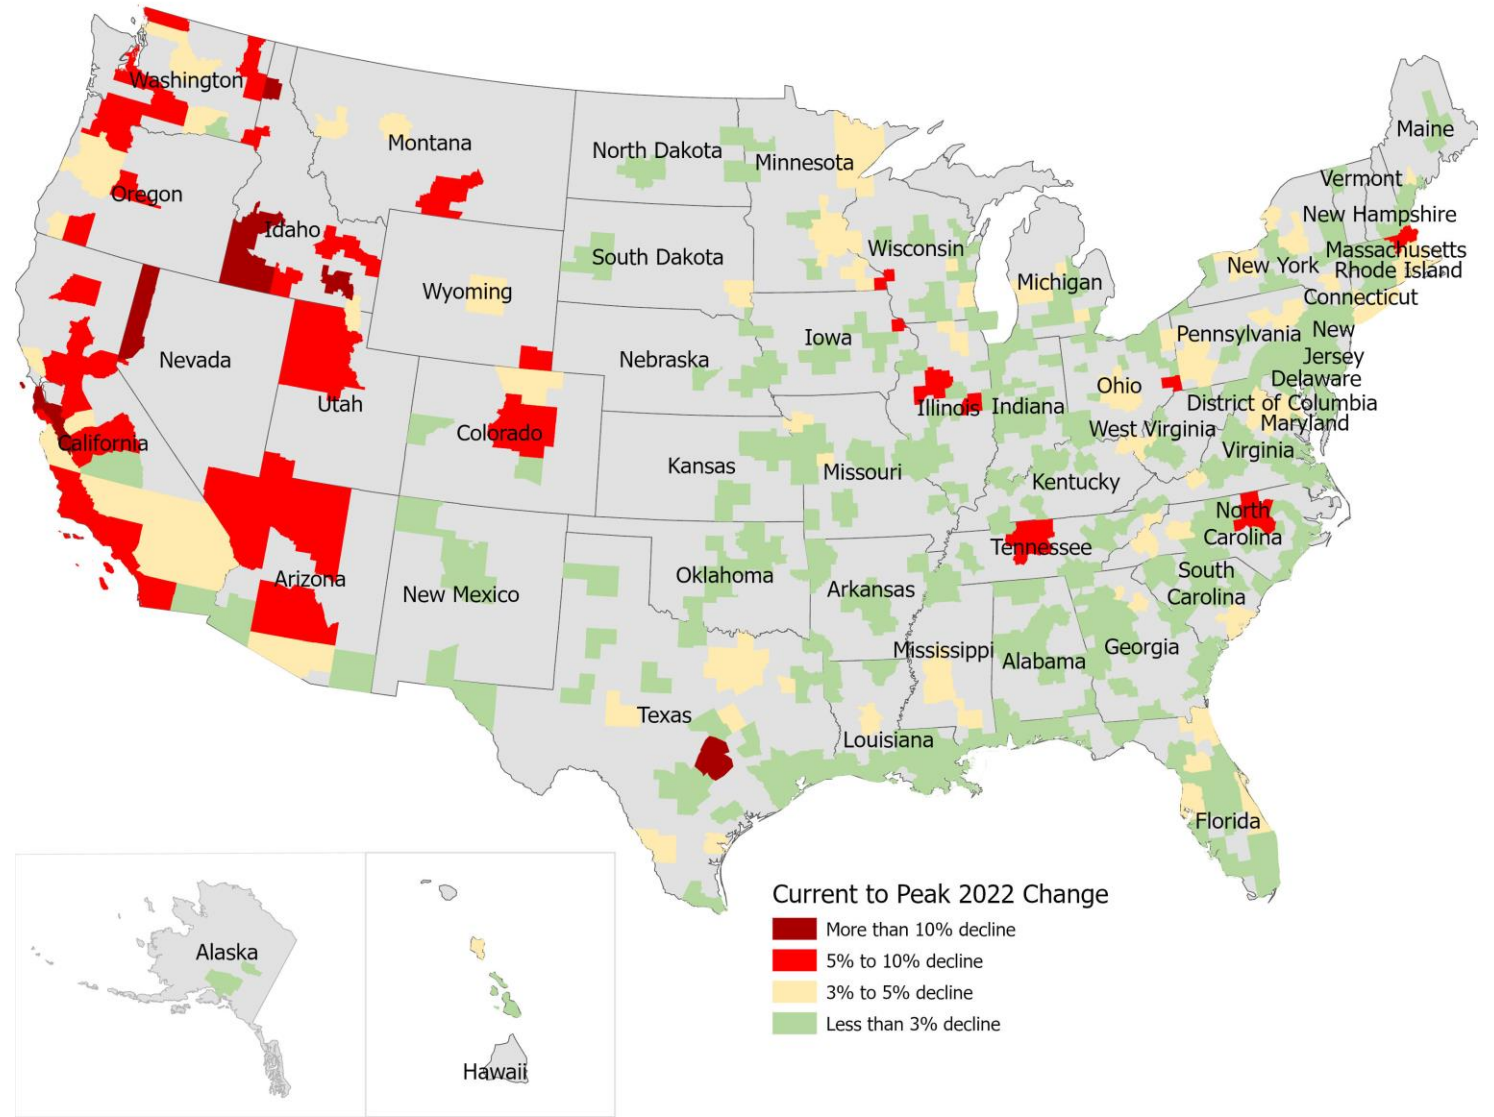 Washington
Montana
North Dakota
Minnesota
Maine
Vermont
Oregon
Idaho
South Dakota
Wisconsin
New Hampshire
Massachusetts
New York
Rhode Island
Wyoming
Michigan
Connecticut
Nevada
Nebraska
Iowa
Pennsylvania
New
Jersey
Utah
Colorado
Illinois
Indiana
Ohio
Delaware
District of Columbia
Maryland
California
Kansas
Missouri
West Virginia
Virginia
Kentucky
Arizona
New Mexico
Oklahoma
Arkansas
Tennessee
North
Carolina
South
Carolina
Mississippi
Alabama
Georgia
Texas
Louisiana
Florida
Alaska
Hawaii
Current to Peak 2022 Change
More than 10% decline
5% to 10% decline
3% to 5% decline
Less than 3% decline